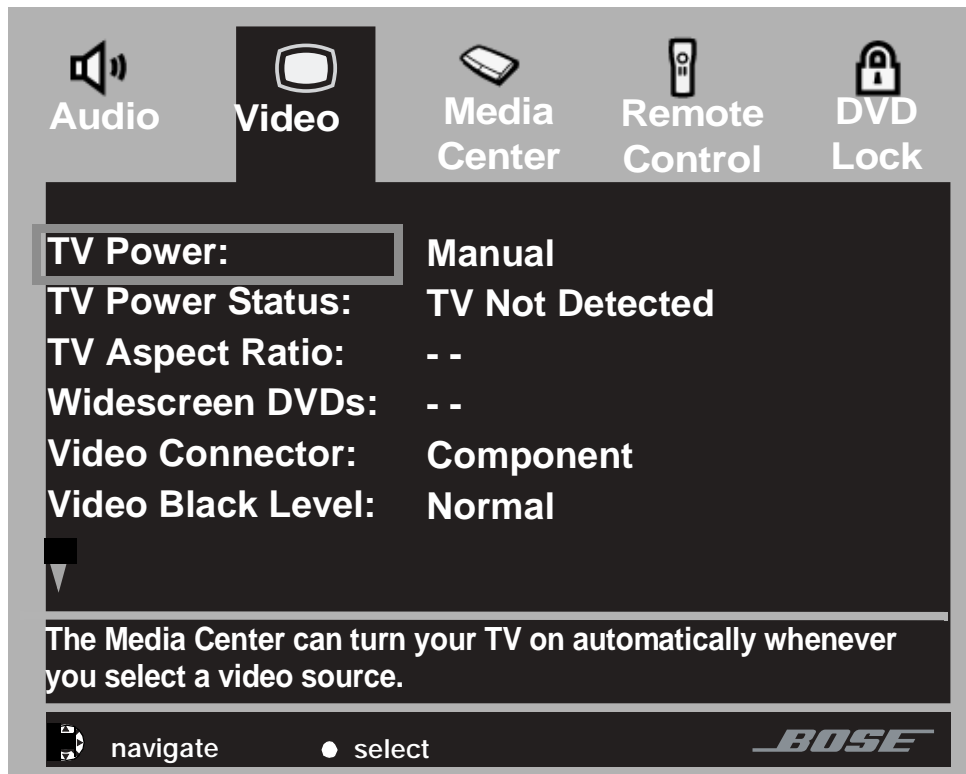 Audio
Video
Media Center
Remote Control
DVD Lock
TV Power: Manual
TV Power Status: TV Not Detected
TV Aspect Ratio: - -
Widescreen DVDs: - -
Video Connector: Component
Video Black Level: Normal
The Media Center can turn your TV on automatically whenever
you select a video source.
navigate select BOSE